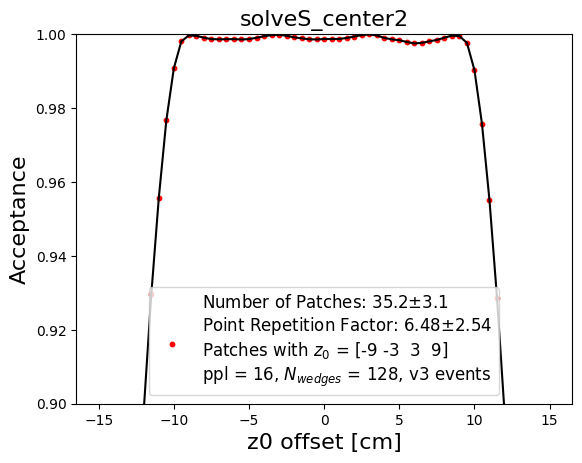 solveS_center2
Acceptance
1.00
0.98
0.96
0.94
0.92
0.90
Number of Patches: 35.2±3.1
Point Repetition Factor: 6.48±2.54
Patches with z₀ = [-9 -3 3 9]
ppl = 16, N_wedges = 128, v3 events
−15 −10 −5 0 5 10 15
z0 offset [cm]